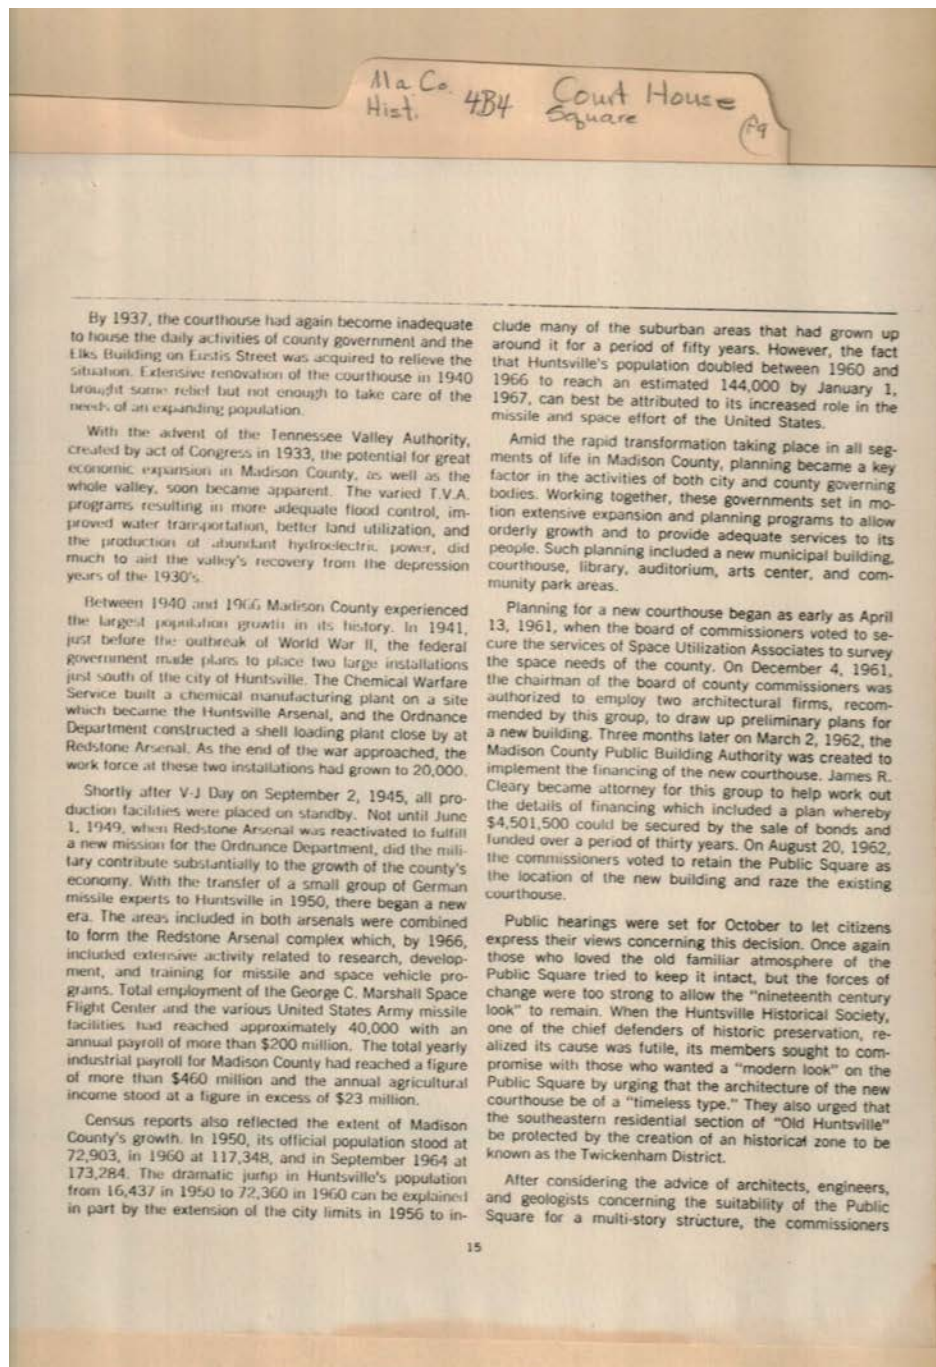 Ma. Co.
Hist.
4B4
Court House
Square
By 1937, the courthouse had again become inadequate
to house the daily activities of county government and the
Elks Building on Eustis Street was acquired to relieve the
situation. Extensive renovation of the courthouse in 1940
brought some relief but not enough to take care of the
needs of an expanding population.
With the advent of the Tennessee Valley Authority,
created by act of Congress in 1933, the potential for great
economic expansion in Madison County, as well as the
whole valley, soon became apparent. The varied T.V.A.
programs resulting in more adequate flood control, im-
proved water transportation, better land utilization, and
the production of abundant hydroelectric power, did
much to aid the valley's recovery from the depression
years of the 1930's.
Between 1940 and 1966 Madison County experienced
the largest population growth in its history. In 1941,
just before the outbreak of World War II, the federal
government made plans to place two large installations
just south of the city of Huntsville. The Chemical Warfare
Service built a chemical manufacturing plant on a site
which became the Huntsville Arsenal, and the Ordnance
Department constructed a shell loading plant close by at
Redstone Arsenal. As the end of the war approached, the
work force at these two installations had grown to 20,000.
Shortly after V-J Day on September 2, 1945, all pro-
duction facilities were placed on standby. Not until June
1, 1949, when Redstone Arsenal was reactivated to fulfill
a new mission for the Ordnance Department, did the mili-
tary contribute substantially to the growth of the county's
economy. With the transfer of a small group of German
missile experts to Huntsville in 1950, there began a new
era. The areas included in both arsenals were combined
to form the Redstone Arsenal complex which, by 1966,
included extensive activity related to research, develop-
ment, and training for missile and space vehicle pro-
grams. Total employment of the George C. Marshall Space
Flight Center and the various United States Army missile
facilities had reached approximately 40,000 with an
annual payroll of more than $200 million. The total yearly
industrial payroll for Madison County had reached a figure
of more than $460 million and the annual agricultural
income stood at a figure in excess of $23 million.
Census reports also reflected the extent of Madison
County's growth. In 1950, its official population stood at
72,903, in 1960 at 117,348, and in September 1964 at
173,284. The dramatic jump in Huntsville's population
from 16,437 in 1950 to 72,360 in 1960 can be explained
in part by the extension of the city limits in 1956 to in-
clude many of the suburban areas that had grown up
around it for a period of fifty years. However, the fact
that Huntsville's population doubled between 1960 and
1966 to reach an estimated 144,000 by January 1,
1967, can best be attributed to its increased role in the
missile and space effort of the United States.
Amid the rapid transformation taking place in all seg-
ments of life in Madison County, planning became a key
factor in the activities of both city and county governing
bodies. Working together, these governments set in mo-
tion extensive expansion and planning programs to allow
orderly growth and to provide adequate services to its
people. Such planning included a new municipal building,
courthouse, library, auditorium, arts center, and com-
munity park areas.
Planning for a new courthouse began as early as April
13, 1961, when the board of commissioners voted to se-
cure the services of Space Utilization Associates to survey
the space needs of the county. On December 4, 1961,
the chairman of the board of county commissioners was
authorized to employ two architectural firms, recom-
mended by this group, to draw up preliminary plans for
a new building. Three months later on March 2, 1962, the
Madison County Public Building Authority was created to
implement the financing of the new courthouse. James R.
Cleary became attorney for this group to help work out
the details of financing which included a plan whereby
$4,501,500 could be secured by the sale of bonds and
funded over a period of thirty years. On August 20, 1962,
the commissioners voted to retain the Public Square as
the location of the new building and raze the existing
courthouse.
Public hearings were set for October to let citizens
express their views concerning this decision. Once again
those who loved the old familiar atmosphere of the
Public Square tried to keep it intact, but the forces of
change were too strong to allow the "nineteenth century
look" to remain. When the Huntsville Historical Society,
one of the chief defenders of historic preservation, re-
alized its cause was futile, its members sought to com-
promise with those who wanted a "modern look" on the
Public Square by urging that the architecture of the new
courthouse be of a "timeless type." They also urged that
the southeastern residential section of "Old Huntsville"
be protected by the creation of an historical zone to be
known as the Twickenham District.
After considering the advice of architects, engineers,
and geologists concerning the suitability of the Public
Square for a multi-story structure, the commissioners
15